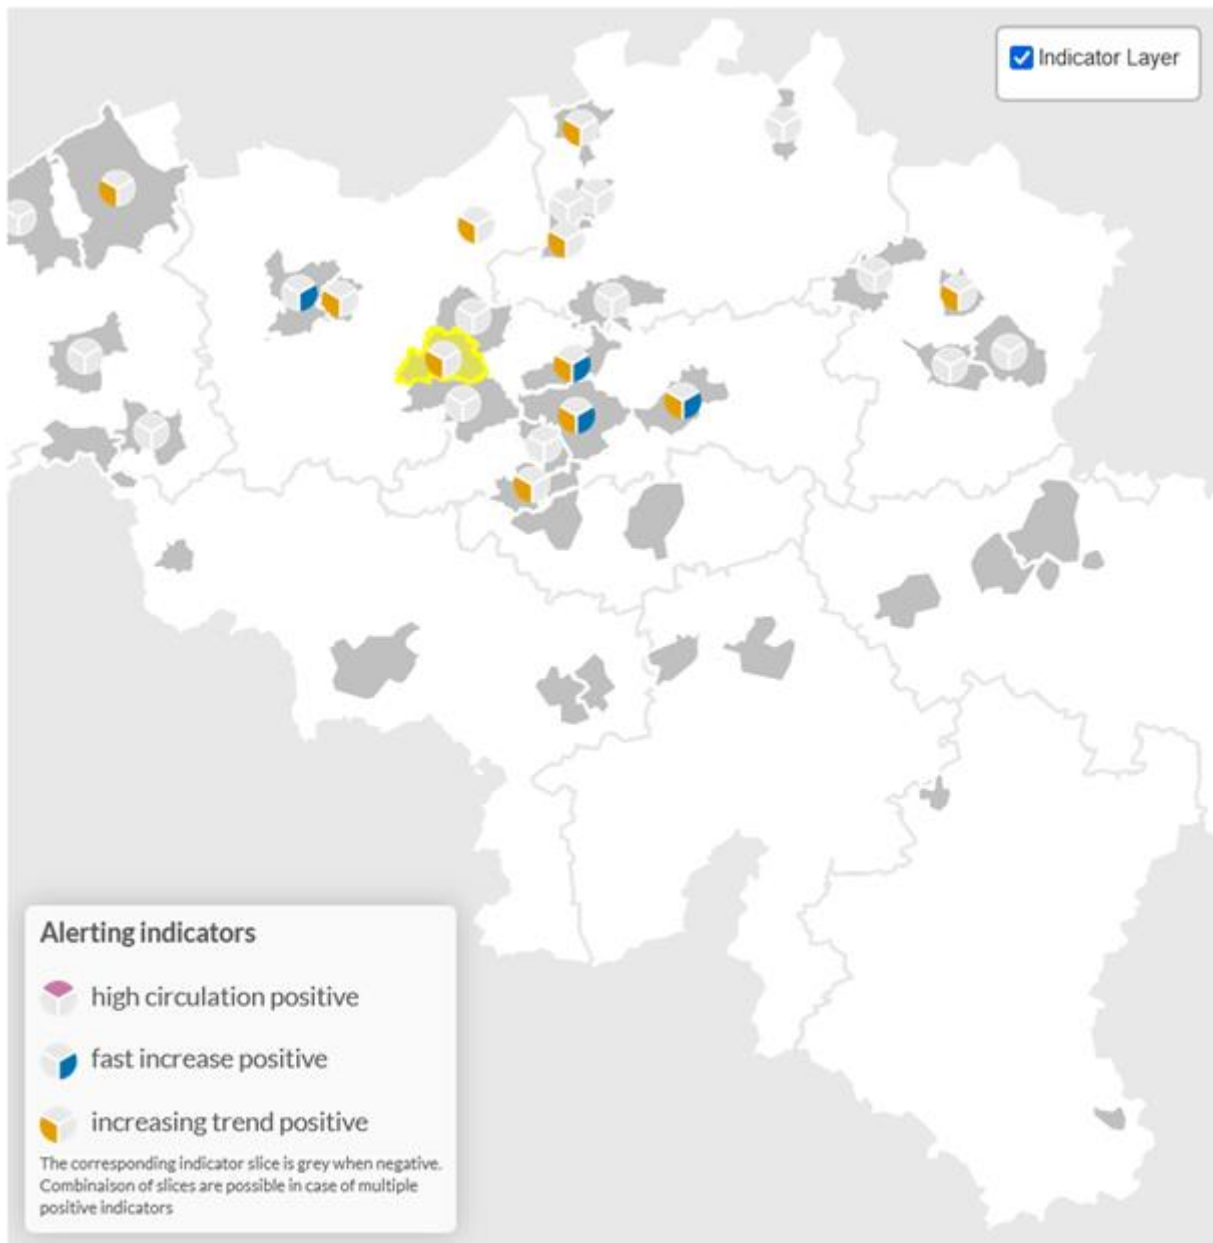 Indicator Layer
Alerting indicators
high circulation positive
fast increase positive
increasing trend positive
The corresponding indicator slice is grey when negative.
Combinaison of slices are possible in case of multiple
positive indicators